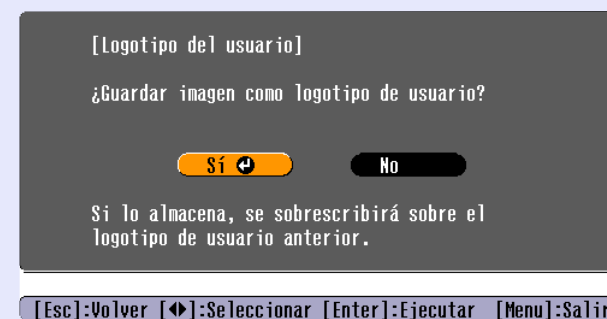 [Logotipo del usuario]
¿Guardar imagen como logotipo de usuario?
Sí No
Si lo almacena, se sobrescribirá sobre el
logotipo de usuario anterior.
[Esc]:Volver [◆]:Seleccionar [Enter]:Ejecutar [Menu]:Salir